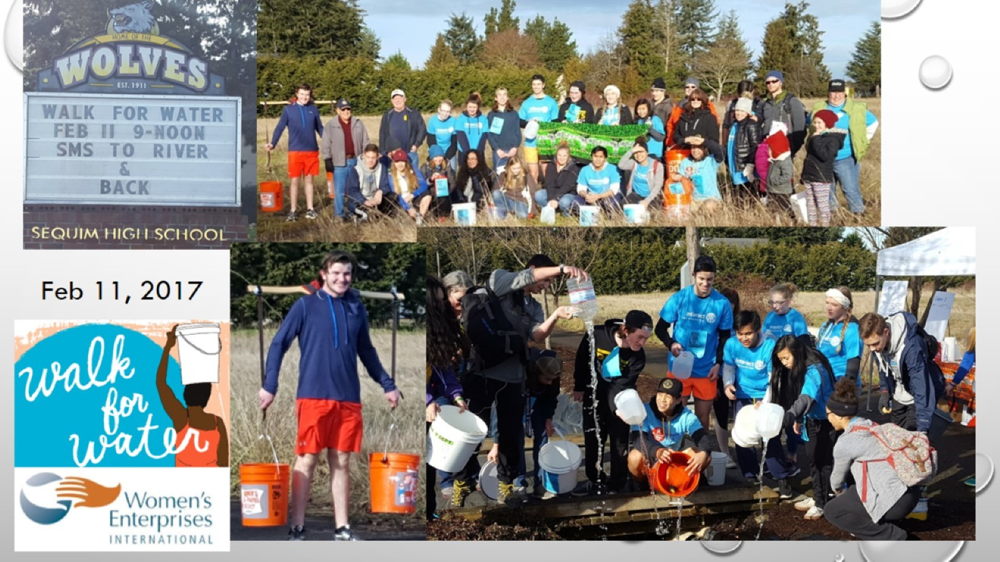 HOME OF THE
WOLVES
EST. 1911
WALK FOR WATER
FEB 11 9-NOON
SMS TO RIVER
&
BACK
SEQUIM HIGH SCHOOL
Feb 11, 2017
walk
for
water
Women's
Enterprises
INTERNATIONAL
interact